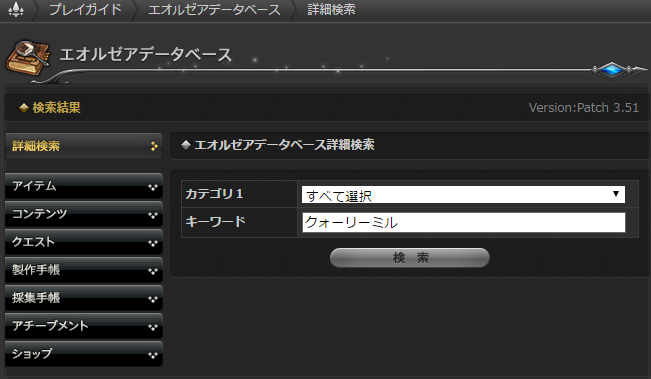 プレイガイド エオルゼアデータベース 詳細検索
エオルゼアデータベース
検索結果 Version:Patch 3.51
詳細検索
エオルゼアデータベース詳細検索
アイテム
カテゴリ1 すべて選択
コンテンツ
キーワード クォーリーミル
クエスト
検 索
製作手帳
採集手帳
アチーブメント
ショップ